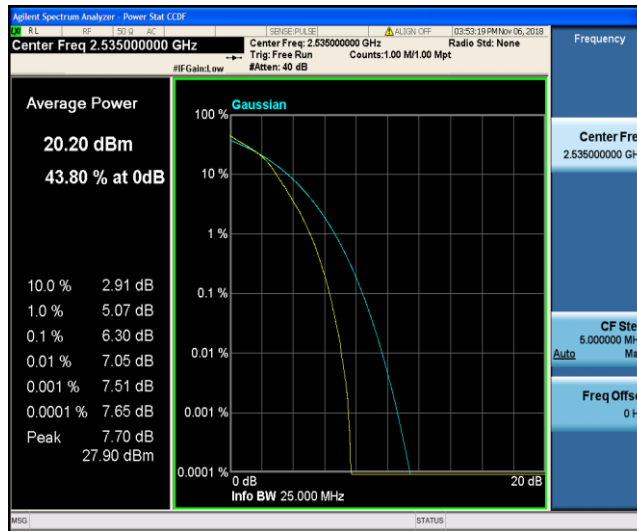 Agilent Spectrum Analyzer - Power Stat CCDF
RL RF 50 Ω AC SENSE:PULSE ALIGN OFF 03:53:19 PM Nov 06, 2018
Center Freq 2.535000000 GHz
Center Freq: 2.535000000 GHz Radio Std: None
Trig: Free Run Counts:1.00 M/1.00 Mpt
#IFGain:Low #Atten: 40 dB
Frequency
Average Power
20.20 dBm
43.80 % at 0dB
10.0 % 2.91 dB
1.0 % 5.07 dB
0.1 % 6.30 dB
0.01 % 7.05 dB
0.001 % 7.51 dB
0.0001 % 7.65 dB
Peak 7.70 dB
27.90 dBm
Gaussian
100 %
10 %
1 %
0.1 %
0.01 %
0.001 %
0.0001 %
0 dB 20 dB
Info BW 25.000 MHz
Center Fre
2.535000000 GH
CF Ste
5.000000 MH
Auto Ma
Freq Offse
0 H
MSG STATUS